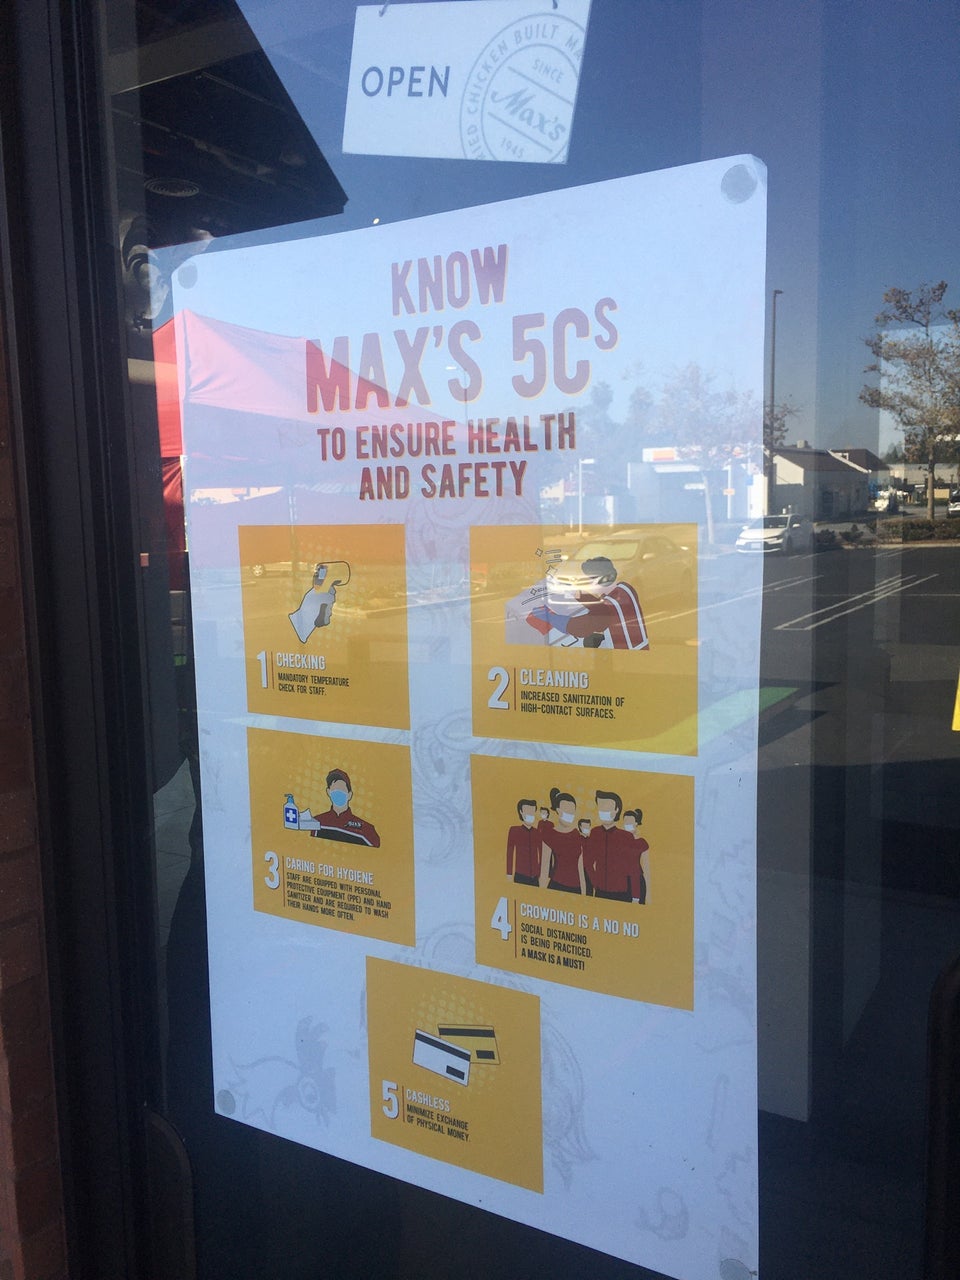 OPEN
RIED CHICKEN BUILT MA
SINCE
Max's
1945
KNOW
MAX'S 5Cs
TO ENSURE HEALTH
AND SAFETY
1 CHECKING
MANDATORY TEMPERATURE
CHECK FOR STAFF.
2 CLEANING
INCREASED SANITIZATION OF
HIGH-CONTACT SURFACES.
3 CARING FOR HYGIENE
STAFF ARE EQUIPPED WITH PERSONAL
PROTECTIVE EQUIPMENT (PPE) AND HAND
SANITIZER AND ARE REQUIRED TO WASH
THEIR HANDS MORE OFTEN.
4 CROWDING IS A NO NO
SOCIAL DISTANCING
IS BEING PRACTICED.
A MASK IS A MUST!
5 CASHLESS
MINIMIZE EXCHANGE
OF PHYSICAL MONEY.